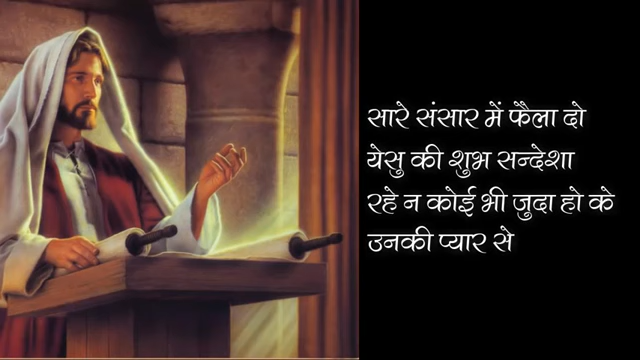 सारे संसार में फैला दो
येसु की शुभ सन्देशा
रहे न कोई भी जुदा हो के
उनकी प्यार से